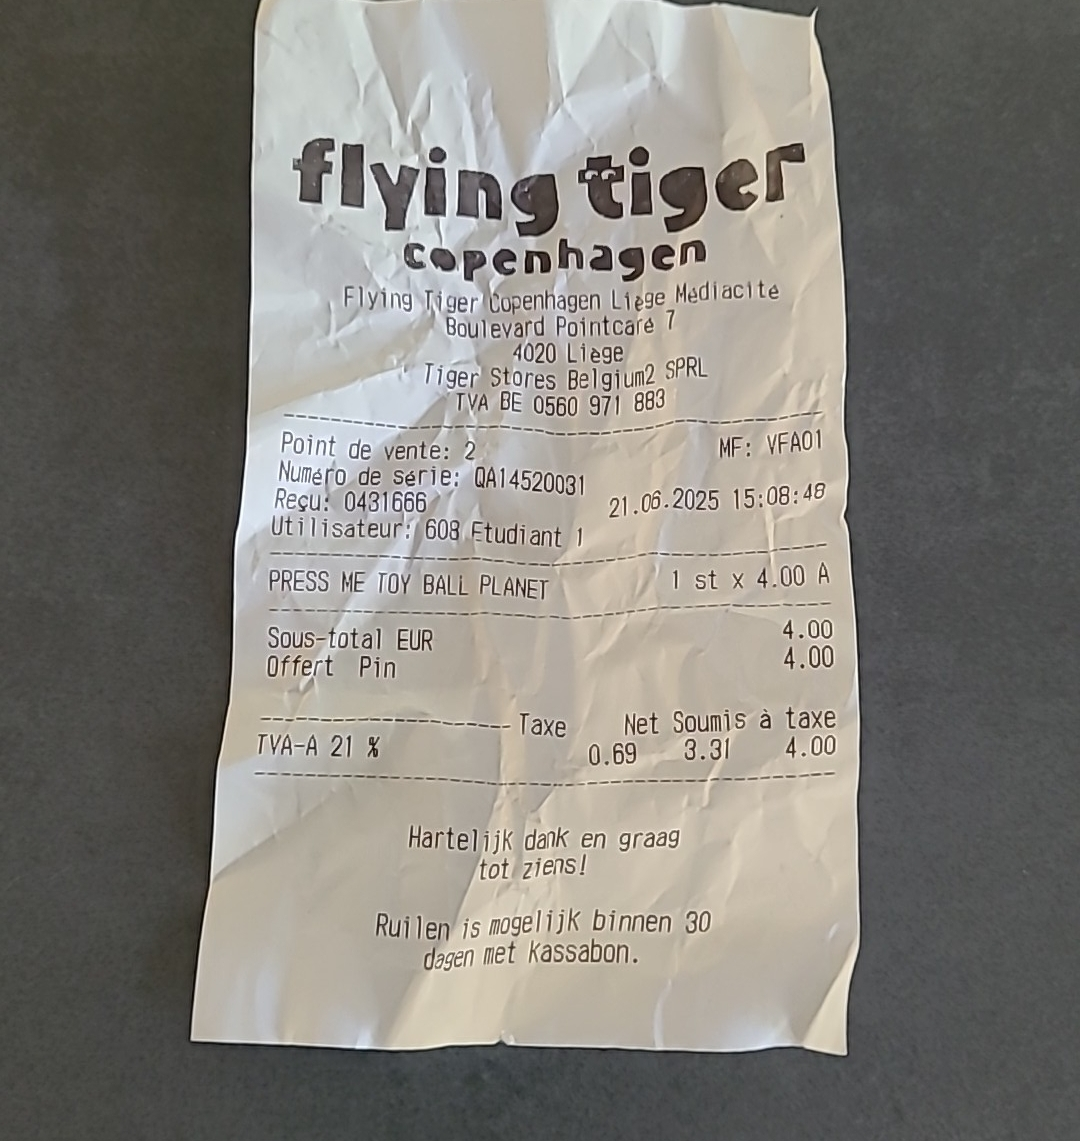 flying tiger
copenhagen
Flying Tiger Copenhagen Liège Médiacité
Boulevard Pointcaré 7
4020 Liège
Tiger Stores Belgium2 SPRL
TVA BE 0560 971 883
Point de vente: 2 MF: VFA01
Numéro de série: QA14520031
Reçu: 0431666 21.06.2025 15:08:48
Utilisateur: 608 Etudiant 1
PRESS ME TOY BALL PLANET 1 st x 4.00 A
Sous-total EUR 4.00
Offert Pin 4.00
Taxe Net Soumis à taxe
TVA-A 21 % 0.69 3.31 4.00
Hartelijk dank en graag
tot ziens!
Ruilen is mogelijk binnen 30
dagen met kassabon.